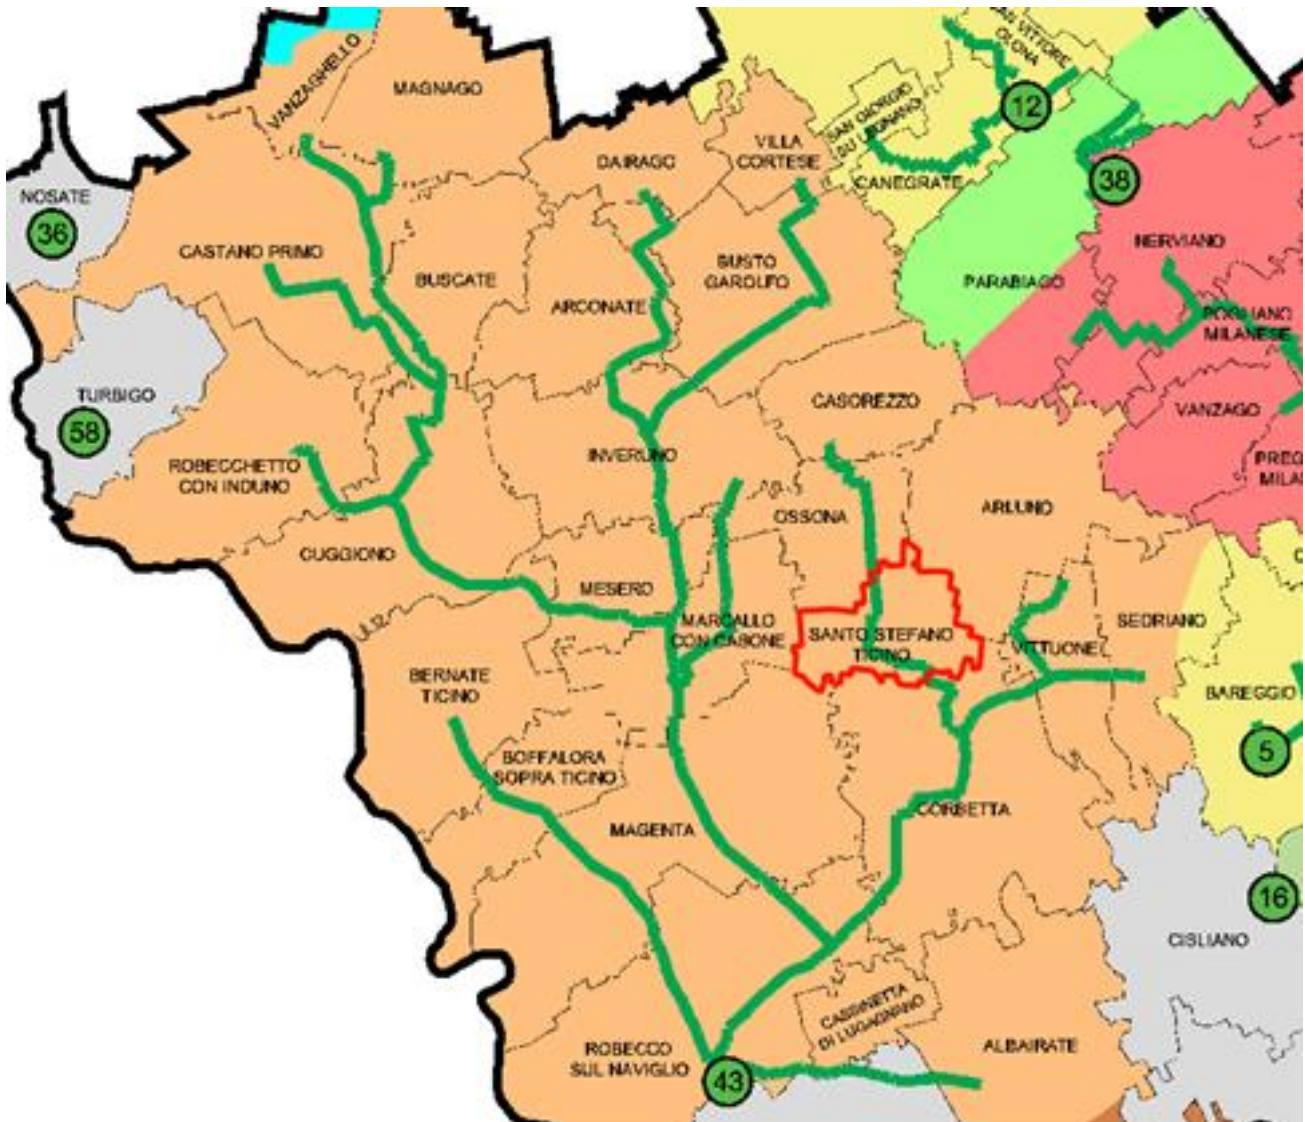 SAN VITTORE
OLONA
VANZAGHELLO
MAGNAGO
12
SAN GIORGIO
SU LEGNANO
VILLA
CORTESE
DAIRAGO
CANEGRATE
38
NOSATE
36
CASTANO PRIMO
BUSCATE
BUSTO
GAROLFO
NERVIANO
PARABIAGO
ARCONATE
POGLIANO
MILANESE
TURBIGO
58
CASOREZZO
VANZAGO
INVERUNO
PREG
MILA
ROBECCHETTO
CON INDUNO
OSSONA
ARLUNO
CUGGIONO
MESERO
MARCALLO
CON CASONE
SANTO STEFANO
TICINO
SEDRIANO
VITTUONE
BERNATE
TICINO
BAREGGIO
5
BOFFALORA
SOPRA TICINO
MAGENTA
CORBETTA
16
CISLIANO
CASSINETTA
DI LUGAGNANO
ROBECCO
SUL NAVIGLIO
ALBAIRATE
43